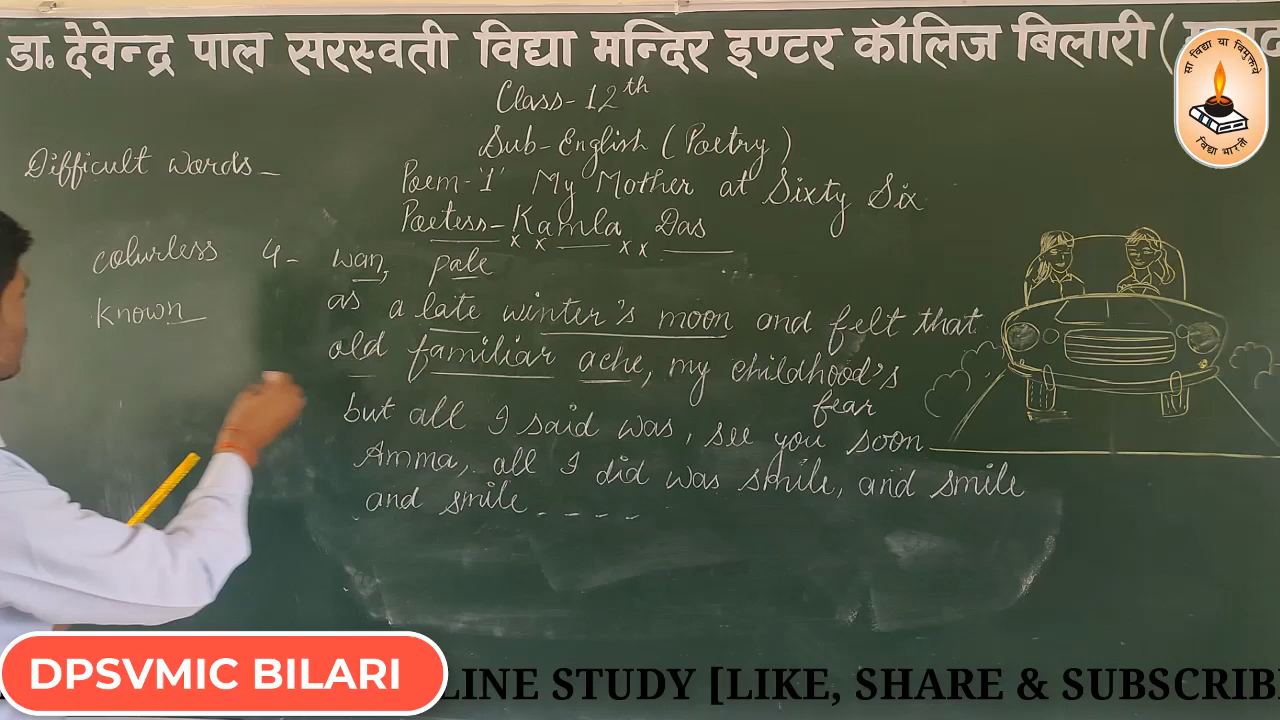 डा. देवेन्द्र पाल सरस्वती विद्या मन्दिर इण्टर कॉलिज बिलारी (
सा विद्या या विमुक्तये
विद्या भारती
Class-12th
Sub-English (Poetry)
Poem-'1' My Mother at Sixty Six
Poetess-Kamla Das
Difficult words-
colurless
known
4- wan, pale
as a late winter's moon and felt that
old familiar ache, my childhood's
fear
but all I said was, see you soon
Amma, all I did was smile, and smile
and smile - - - -
DPSVMIC BILARI
LINE STUDY [LIKE, SHARE & SUBSCRIB